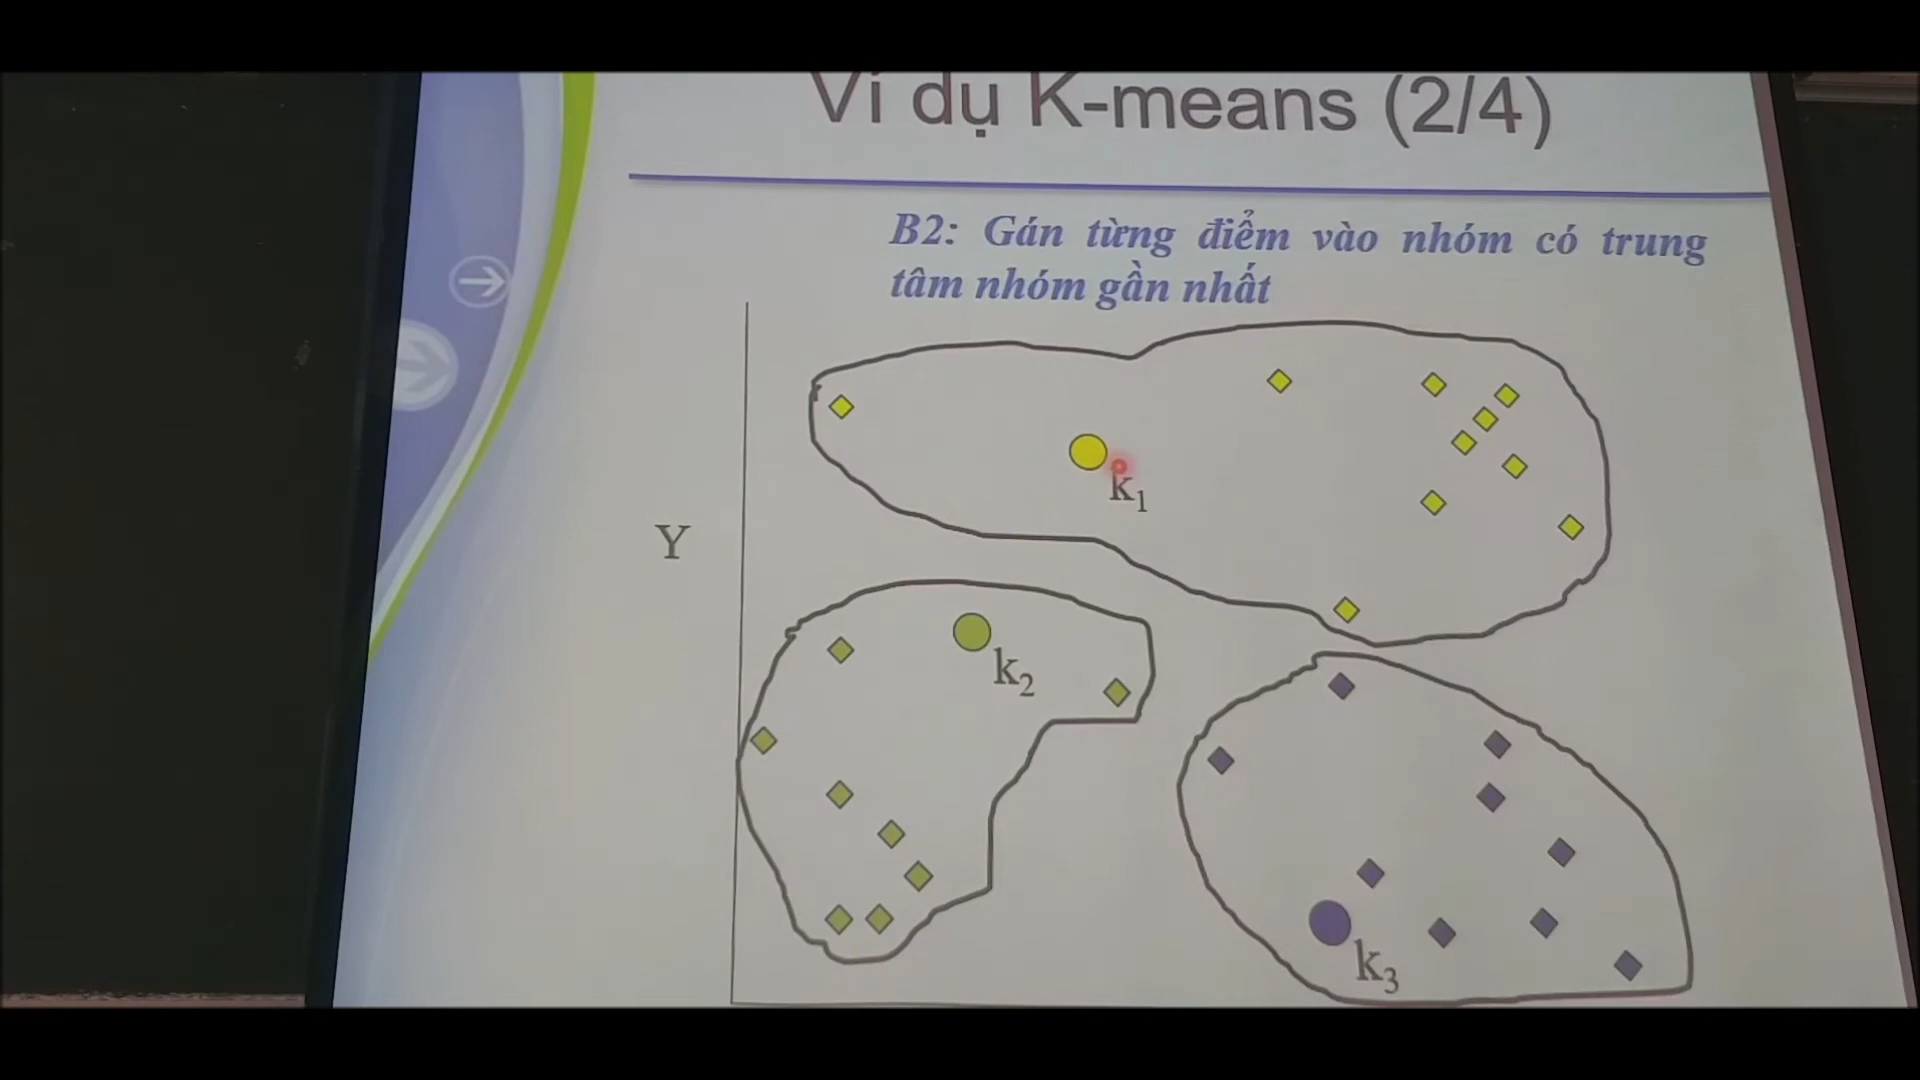 Ví dụ K-means (2/4)
B2: Gán từng điểm vào nhóm có trung
tâm nhóm gần nhất
k₁
Y
k₂
k₃